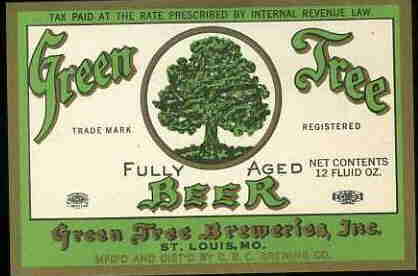 TAX PAID AT THE RATE PRESCRIBED BY INTERNAL REVENUE LAW.
Green Tree
TRADE MARK
REGISTERED
FULLY AGED
NET CONTENTS
12 FLUID OZ.
BEER
Green Tree Breweries, Inc.
ST. LOUIS, MO.
MF'D AND DIST'D BY BREWING CO.